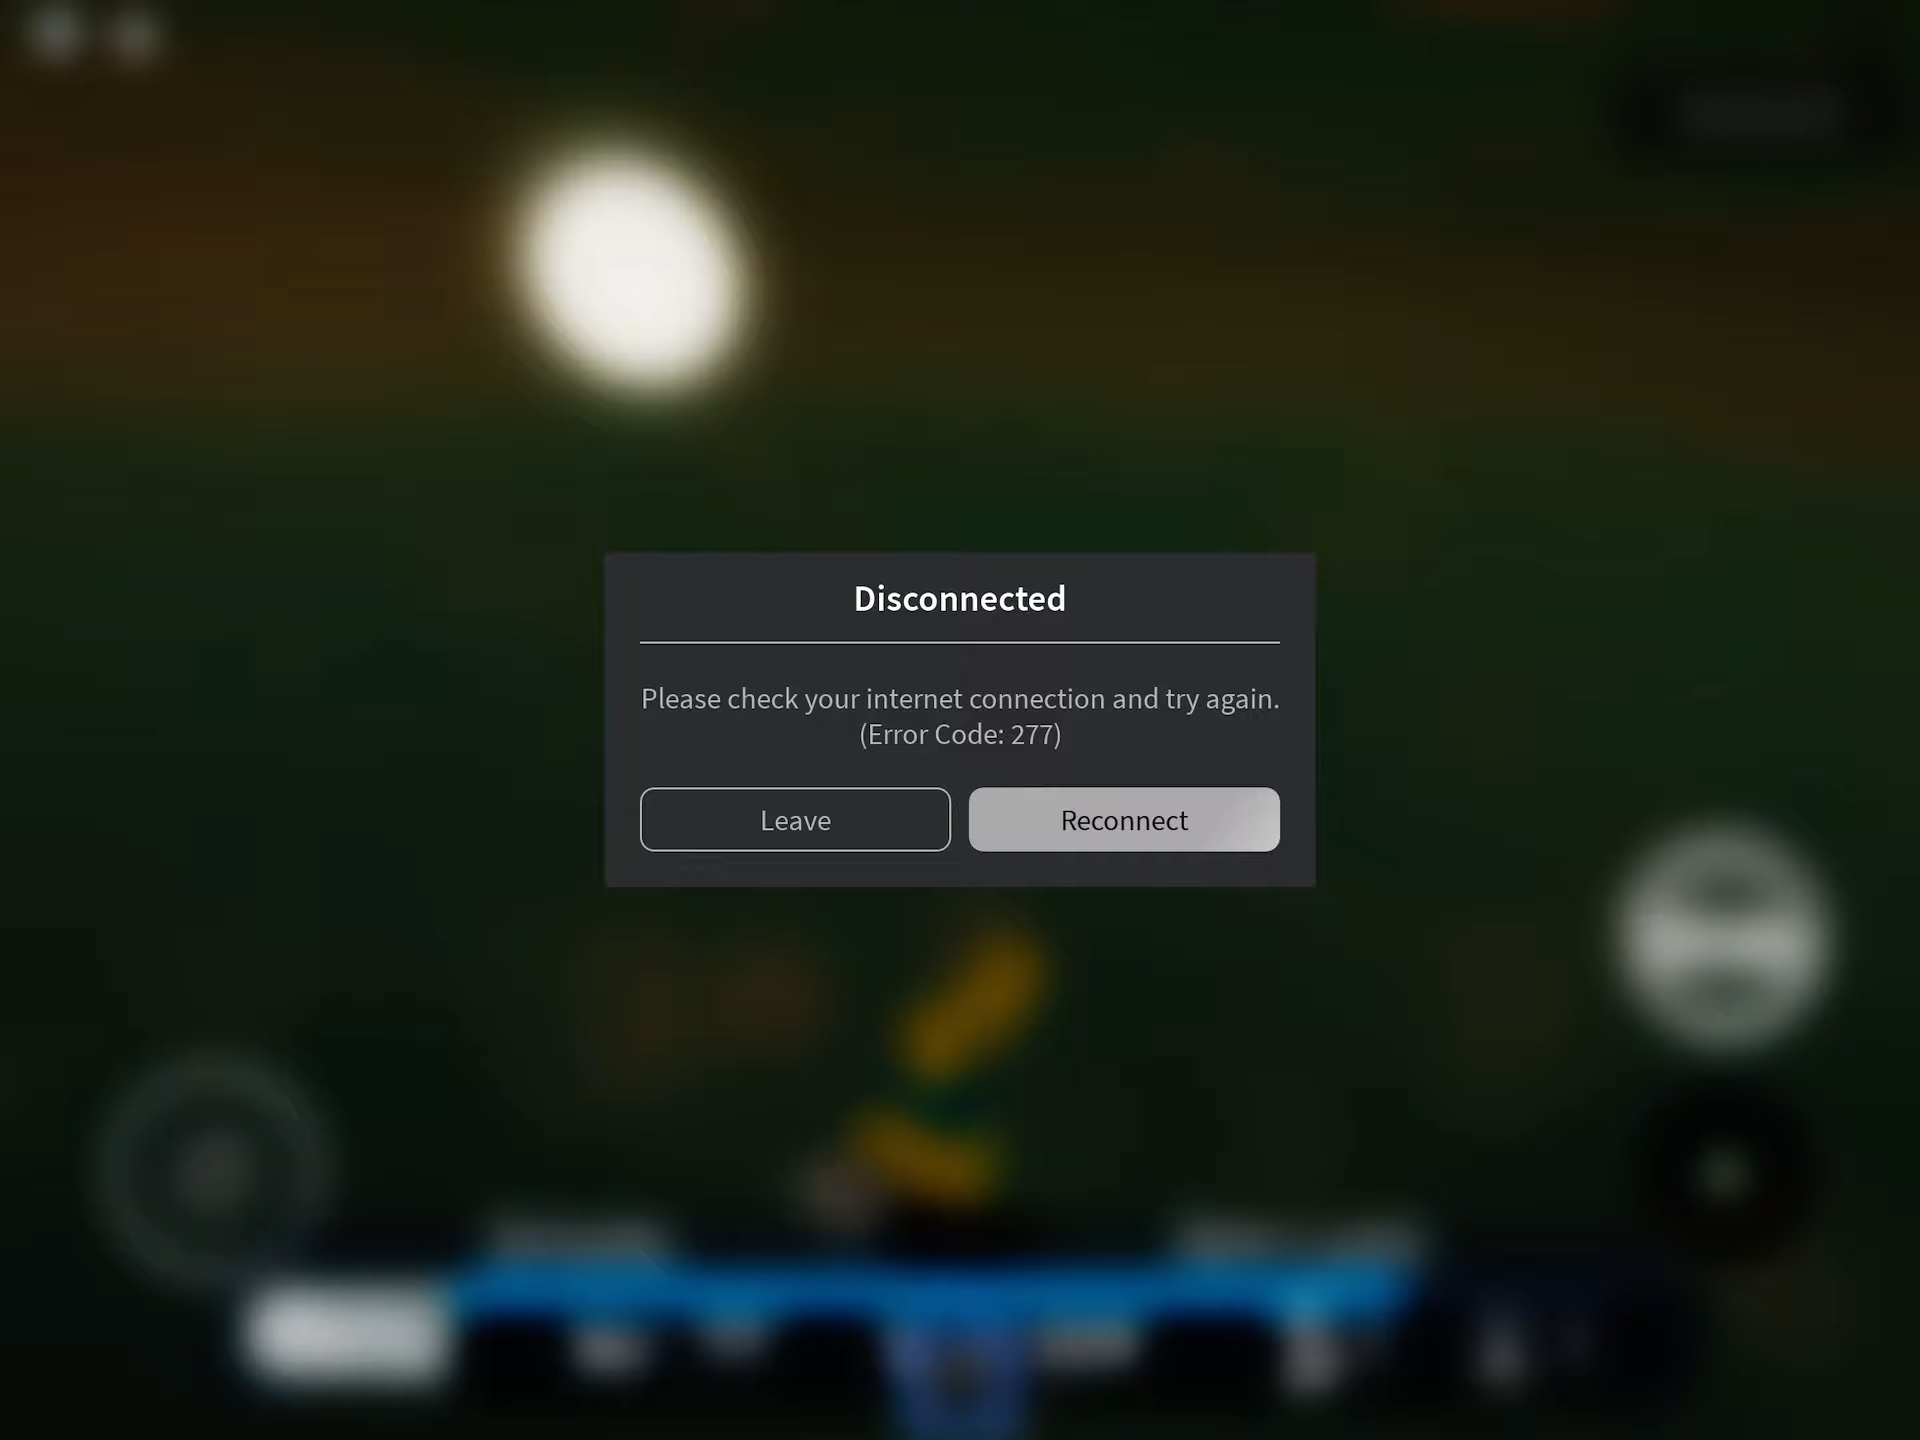 Disconnected
Please check your internet connection and try again.
(Error Code: 277)
Leave
Reconnect